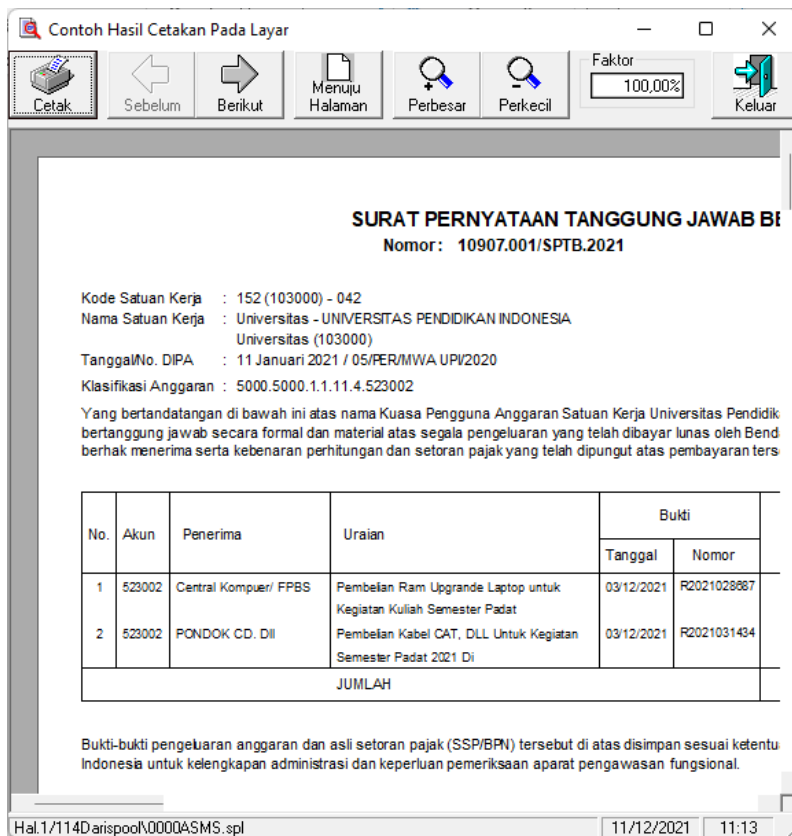 Contoh Hasil Cetakan Pada Layar
Cetak
Sebelum
Berikut
Menuju
Halaman
Perbesar
Perkecil
Faktor
100,00%
Keluar
SURAT PERNYATAAN TANGGUNG JAWAB BE
Nomor : 10907.001/SPTB.2021
Kode Satuan Kerja : 152 (103000) - 042
Nama Satuan Kerja : Universitas - UNIVERSITAS PENDIDIKAN INDONESIA
Universitas (103000)
Tanggal/No. DIPA : 11 Januari 2021 / 05/PER/MWA UPI/2020
Klasifikasi Anggaran : 5000.5000.1.1.11.4.523002
Yang bertandatangan di bawah ini atas nama Kuasa Pengguna Anggaran Satuan Kerja Universitas Pendidik
bertanggung jawab secara formal dan material atas segala pengeluaran yang telah dibayar lunas oleh Bend
berhak menerima serta kebenaran perhitungan dan setoran pajak yang telah dipungut atas pembayaran ters
No. Akun Penerima Uraian Bukti
Tanggal Nomor
1 523002 Central Kompuer/ FPBS Pembelian Ram Upgrande Laptop untuk 03/12/2021 R2021028687
Kegiatan Kuliah Semester Padat
2 523002 PONDOK CD. Dll Pembelian Kabel CAT, DLL Untuk Kegiatan 03/12/2021 R2021031434
Semester Padat 2021 Di
JUMLAH
Bukti-bukti pengeluaran anggaran dan asli setoran pajak (SSP/BPN) tersebut di atas disimpan sesuai ketentu
Indonesia untuk kelengkapan administrasi dan keperluan pemeriksaan aparat pengawasan fungsional.
Hal.1/114Darispool\0000ASMS.spl 11/12/2021 11:13